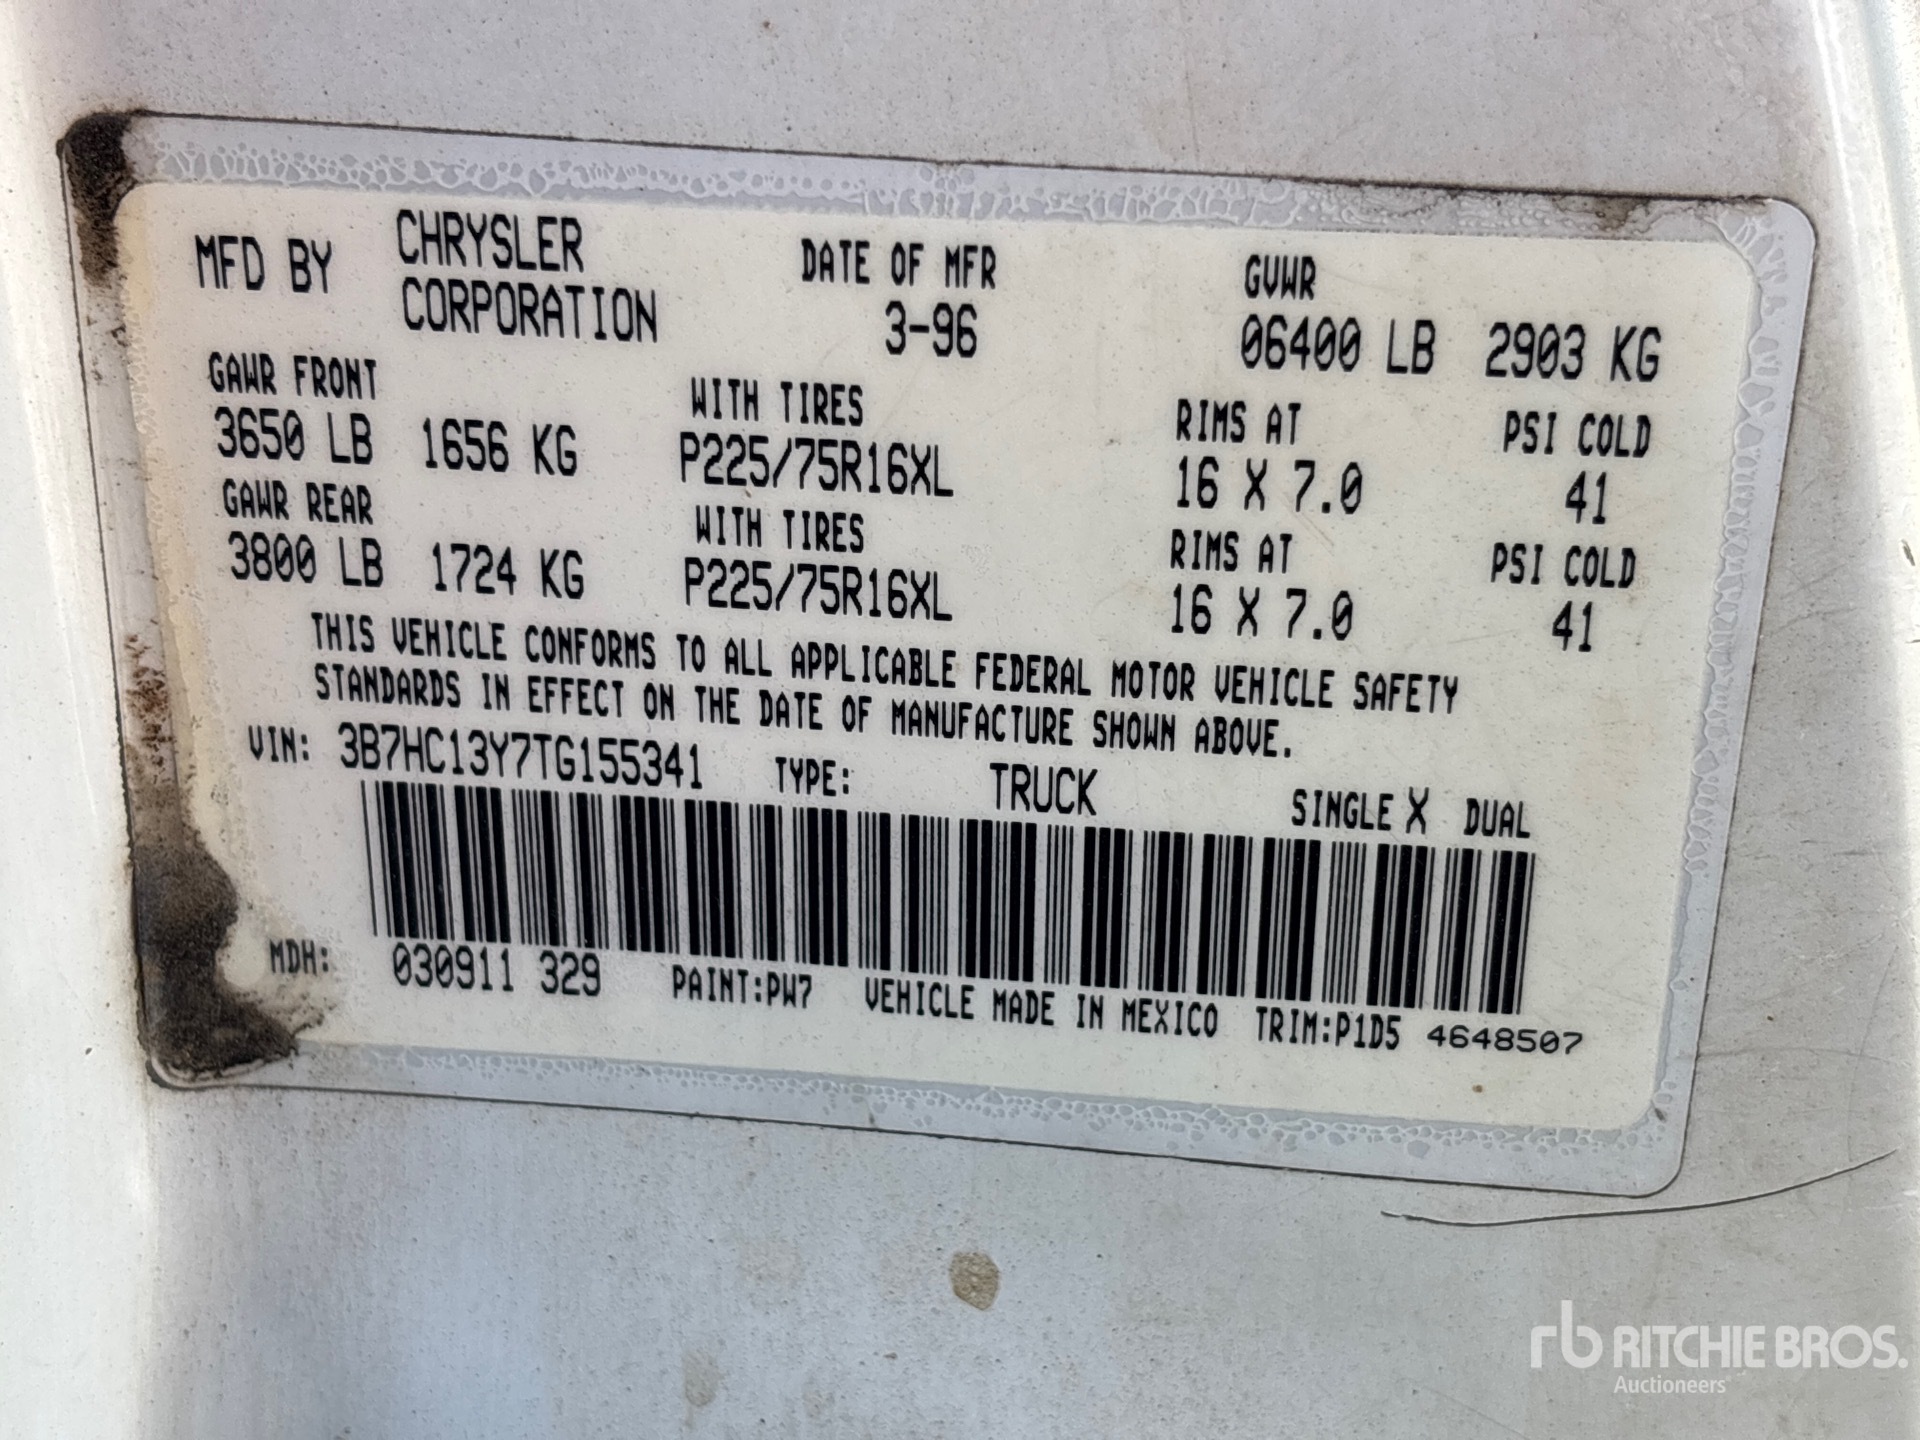 MFD BY CHRYSLER CORPORATION DATE OF MFR 3-96 GVWR 06400 LB 2903 KG
GAWR FRONT WITH TIRES RIMS AT PSI COLD
3650 LB 1656 KG P225/75R16XL 16 X 7.0 41
GAWR REAR WITH TIRES RIMS AT PSI COLD
3800 LB 1724 KG P225/75R16XL 16 X 7.0 41
THIS VEHICLE CONFORMS TO ALL APPLICABLE FEDERAL MOTOR VEHICLE SAFETY
STANDARDS IN EFFECT ON THE DATE OF MANUFACTURE SHOWN ABOVE.
VIN: 3B7HC13Y7TG155341 TYPE: TRUCK SINGLE X DUAL
MDH: 030911 329 PAINT:PW7 VEHICLE MADE IN MEXICO TRIM:P1D5 4648507
rb RITCHIE BROS.
Auctioneers